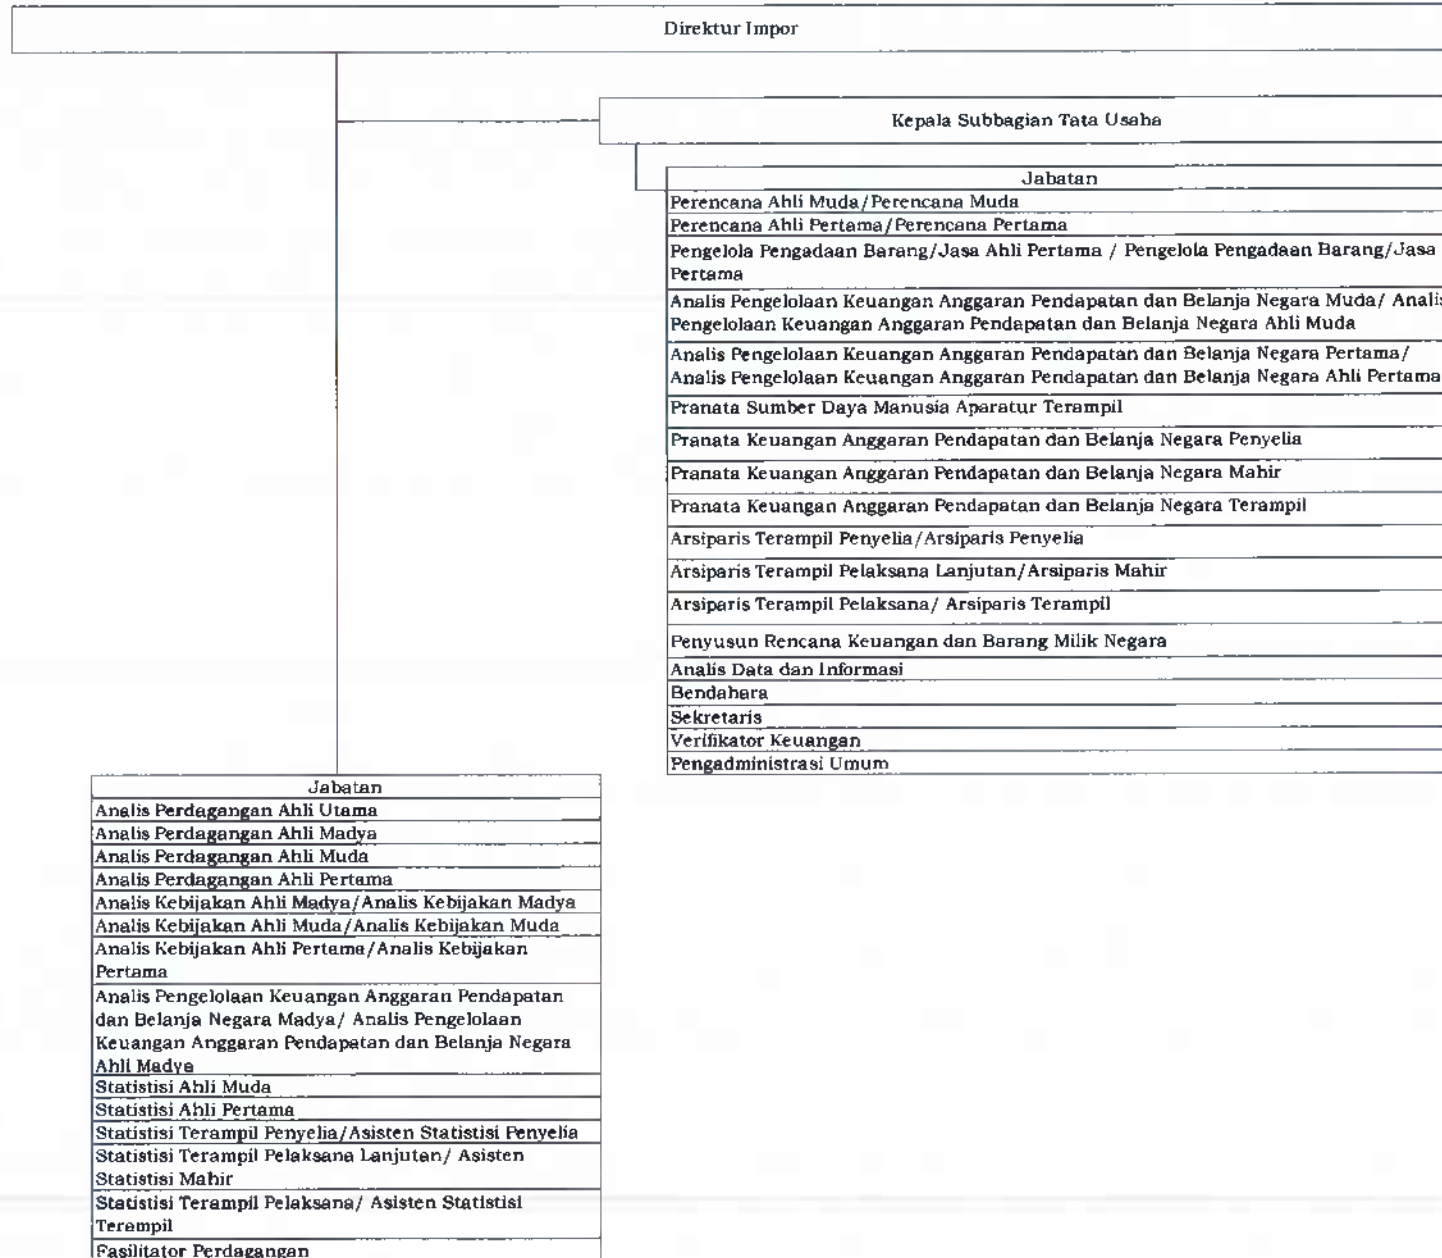 Direktur Impor
Kepala Subbagian Tata Usaha
Jabatan
Perencana Ahli Muda/Perencana Muda
Perencana Ahli Pertama/Perencana Pertama
Pengelola Pengadaan Barang/Jasa Ahli Pertama / Pengelola Pengadaan Barang/Jasa
Pertama
Analis Pengelolaan Keuangan Anggaran Pendapatan dan Belanja Negara Muda/ Analis
Pengelolaan Keuangan Anggaran Pendapatan dan Belanja Negara Ahli Muda
Analis Pengelolaan Keuangan Anggaran Pendapatan dan Belanja Negara Pertama/
Analis Pengelolaan Keuangan Anggaran Pendapatan dan Belanja Negara Ahli Pertama
Pranata Sumber Daya Manusia Aparatur Terampil
Pranata Keuangan Anggaran Pendapatan dan Belanja Negara Penyelia
Pranata Keuangan Anggaran Pendapatan dan Belanja Negara Mahir
Pranata Keuangan Anggaran Pendapatan dan Belanja Negara Terampil
Arsiparis Terampil Penyelia/Arsiparis Penyelia
Arsiparis Terampil Pelaksana Lanjutan/Arsiparis Mahir
Arsiparis Terampil Pelaksana/ Arsiparis Terampil
Penyusun Rencana Keuangan dan Barang Milik Negara
Analis Data dan Informasi
Bendahara
Sekretaris
Verifikator Keuangan
Pengadministrasi Umum
Jabatan
Analis Perdagangan Ahli Utama
Analis Perdagangan Ahli Madya
Analis Perdagangan Ahli Muda
Analis Perdagangan Ahli Pertama
Analis Kebijakan Ahli Madya/Analis Kebijakan Madya
Analis Kebijakan Ahli Muda/Analis Kebijakan Muda
Analis Kebijakan Ahli Pertama/Analis Kebijakan
Pertama
Analis Pengelolaan Keuangan Anggaran Pendapatan
dan Belanja Negara Madya/ Analis Pengelolaan
Keuangan Anggaran Pendapatan dan Belanja Negara
Ahli Madya
Statistisi Ahli Muda
Statistisi Ahli Pertama
Statistisi Terampil Penyelia/Asisten Statistisi Penyelia
Statistisi Terampil Pelaksana Lanjutan/ Asisten
Statistisi Mahir
Statistisi Terampil Pelaksana/ Asisten Statistisi
Terampil
Fasilitator Perdagangan